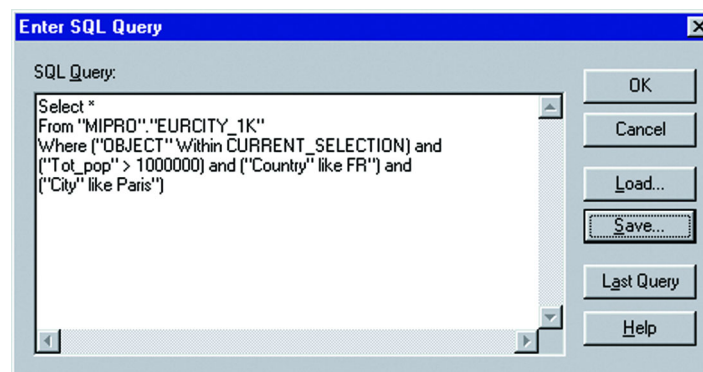 Enter SQL Query
SQL Query:
Select *
From "MIPRO"."EURCITY_1K"
Where ("OBJECT" Within CURRENT_SELECTION) and
("Tot_pop" > 1000000) and ("Country" like FR") and
("City" like Paris")
OK
Cancel
Load...
Save...
Last Query
Help